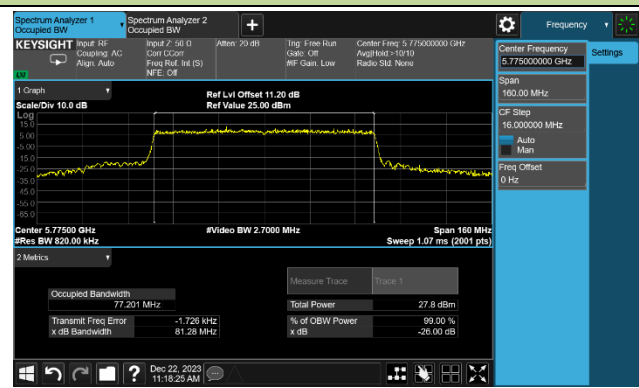 Spectrum Analyzer 1
Occupied BW
Spectrum Analyzer 2
Occupied BW
Frequency
KEYSIGHT
Input: RF
Coupling: AC
Align: Auto
Input Z: 50 Ω
Corr CCorr
Freq Ref: Int (S)
NFE: Off
Atten: 20 dB
Trig: Free Run
Gate: Off
#IF Gain: Low
Center Freq: 5.775000000 GHz
Avg|Hold:>10/10
Radio Std: None
LXI
Center Frequency
5.775000000 GHz
Settings
Span
160.00 MHz
CF Step
16.000000 MHz
Auto
Man
Freq Offset
0 Hz
1 Graph
Scale/Div 10.0 dB
Ref Lvl Offset 11.20 dB
Ref Value 25.00 dBm
Log
15.0
5.00
-5.00
-15.0
-25.0
-35.0
-45.0
-55.0
-65.0
Center 5.77500 GHz
#Res BW 820.00 kHz
#Video BW 2.7000 MHz
Span 160 MHz
Sweep 1.07 ms (2001 pts)
2 Metrics
Measure Trace
Trace 1
Occupied Bandwidth
77.201 MHz
Total Power
27.8 dBm
Transmit Freq Error
-1.726 kHz
% of OBW Power
99.00 %
x dB Bandwidth
81.28 MHz
x dB
-26.00 dB
?
Dec 22, 2023
11:18:25 AM